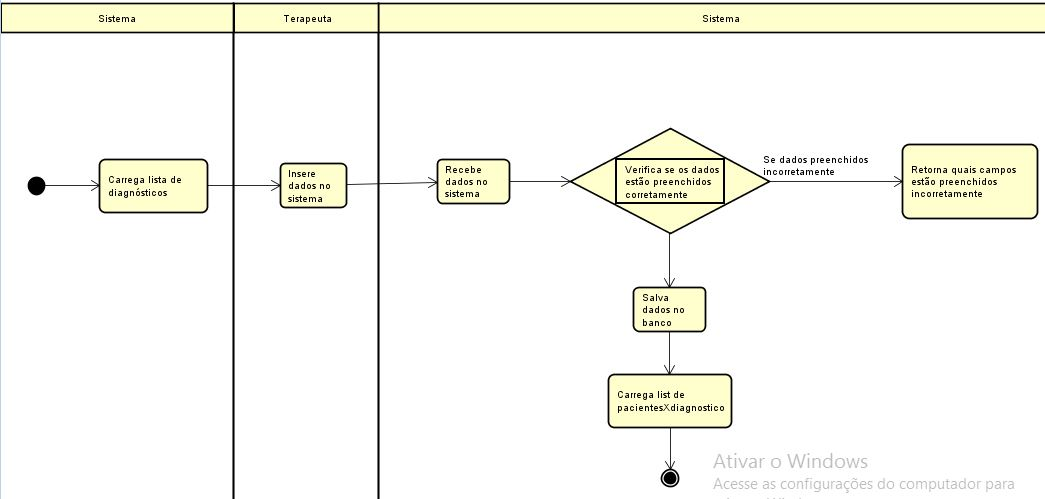 Sistema
Terapeuta
Sistema
Carrega lista de
diagnósticos
Insere
dados no
sistema
Recebe
dados no
sistema
Verifica se os dados
estão preenchidos
corretamente
Se dados preenchidos
incorretamente
Retorna quais campos
estão preenchidos
incorretamente
Salva
dados no
banco
Carrega list de
pacientesXdiagnostico
Ativar o Windows
Acesse as configurações do computador para